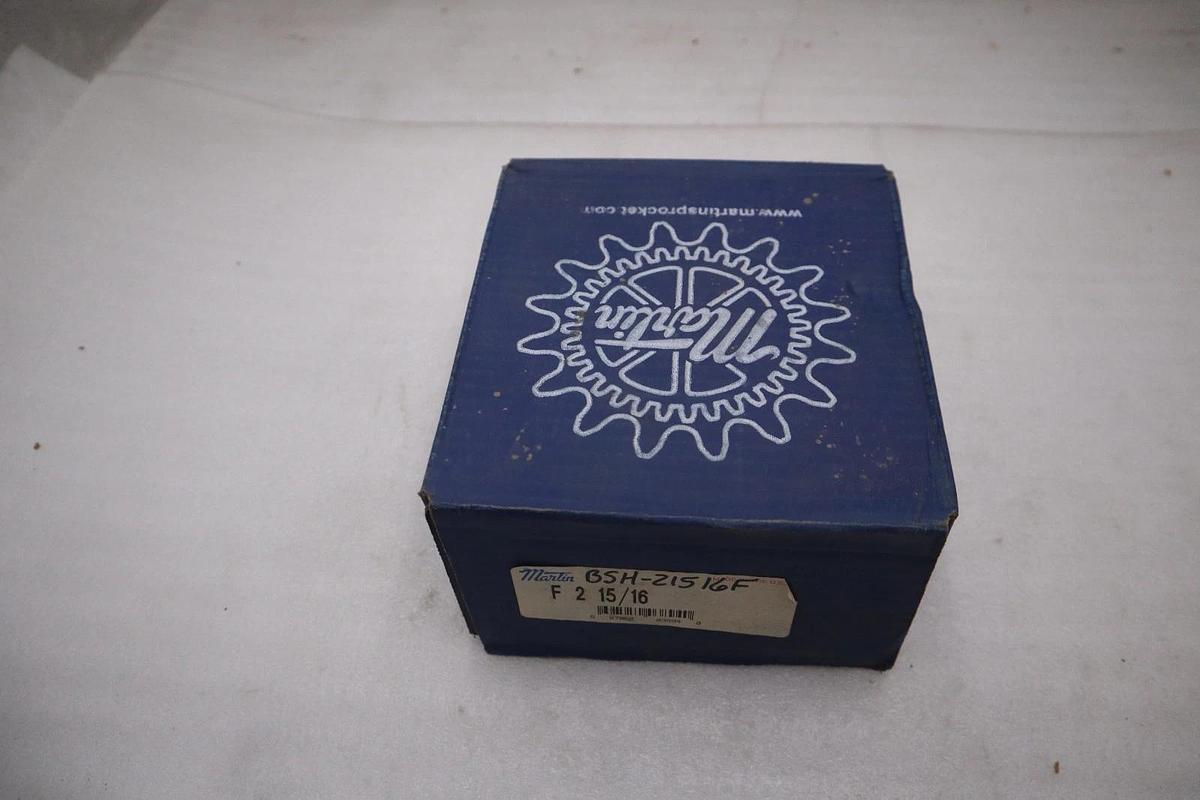 www.martinsprocket.com
Martin
Martin BSH-21516F
F 2 15/16